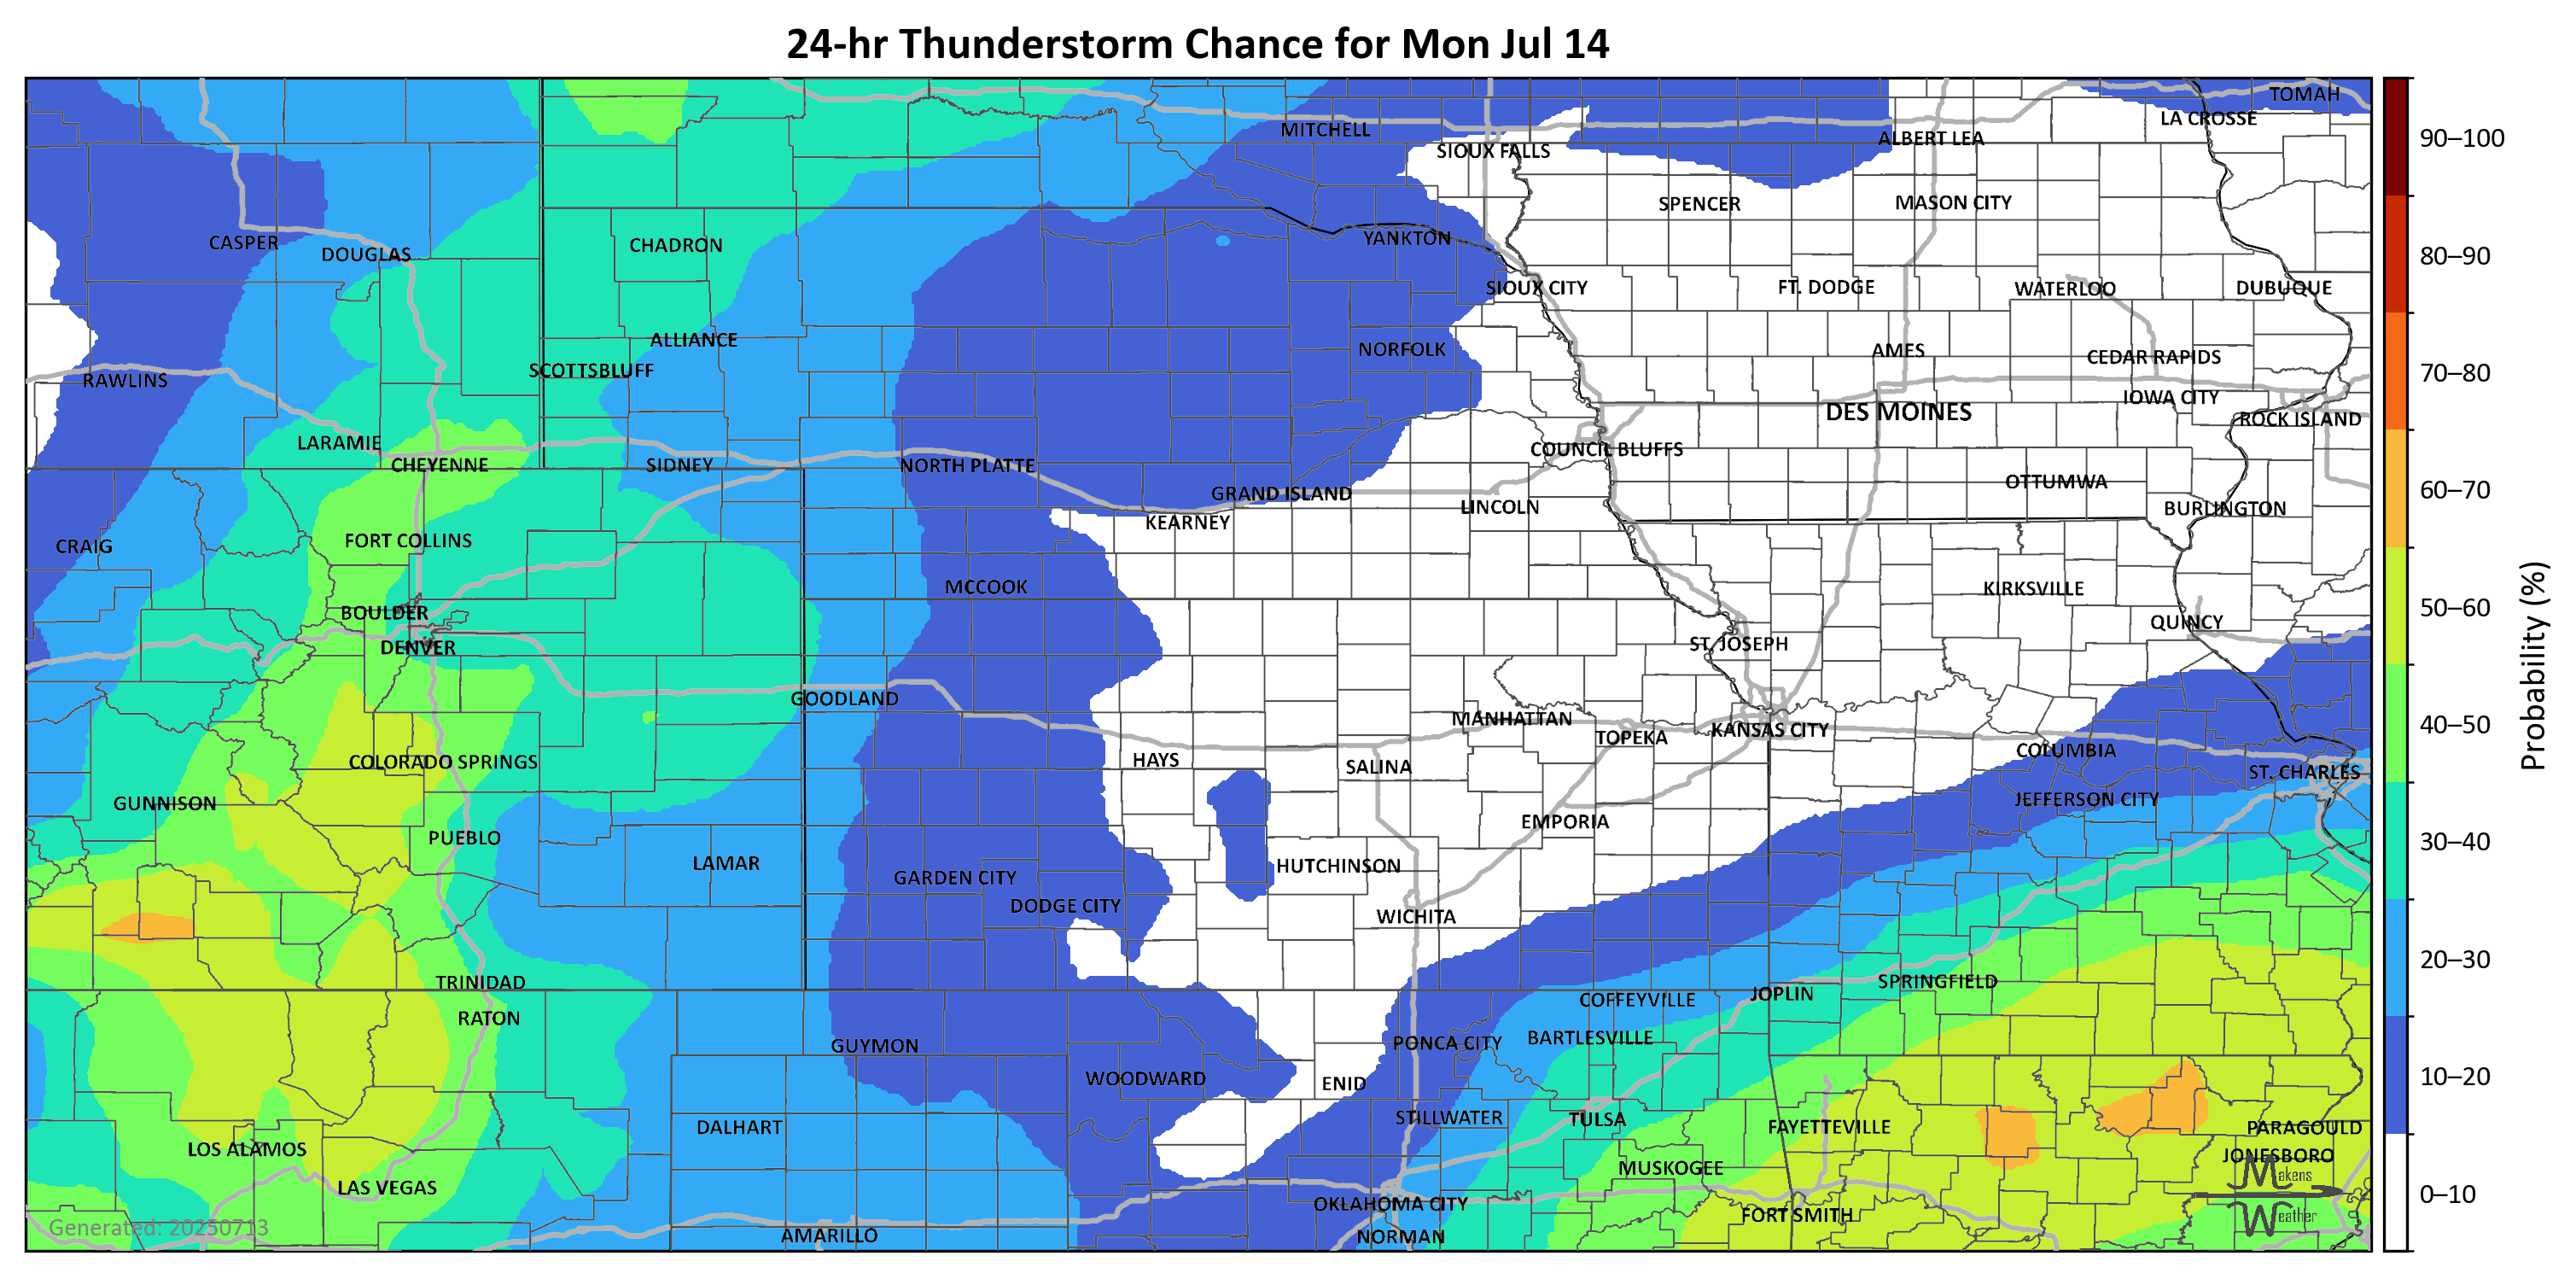 24-hr Thunderstorm Chance for Mon Jul 14
TOMAH
LA CROSSE
MITCHELL
ALBERT LEA
SIOUX FALLS
SPENCER
MASON CITY
CASPER
DOUGLAS
CHADRON
YANKTON
SIOUX CITY
FT. DODGE
WATERLOO
DUBUQUE
ALLIANCE
NORFOLK
AMES
CEDAR RAPIDS
SCOTTSBLUFF
RAWLINS
IOWA CITY
DES MOINES
ROCK ISLAND
LARAMIE
COUNCIL BLUFFS
CHEYENNE
SIDNEY
NORTH PLATTE
OTTUMWA
GRAND ISLAND
LINCOLN
BURLINGTON
KEARNEY
CRAIG
FORT COLLINS
MCCOOK
KIRKSVILLE
BOULDER
QUINCY
DENVER
ST. JOSEPH
GOODLAND
MANHATTAN
KANSAS CITY
TOPEKA
COLUMBIA
COLORADO SPRINGS
HAYS
SALINA
ST. CHARLES
GUNNISON
JEFFERSON CITY
EMPORIA
PUEBLO
LAMAR
HUTCHINSON
GARDEN CITY
DODGE CITY
WICHITA
TRINIDAD
SPRINGFIELD
JOPLIN
COFFEYVILLE
RATON
BARTLESVILLE
GUYMON
PONCA CITY
WOODWARD
ENID
STILLWATER
TULSA
DALHART
FAYETTEVILLE
PARAGOULD
LOS ALAMOS
JONESBORO
MUSKOGEE
LAS VEGAS
OKLAHOMA CITY
FORT SMITH
AMARILLO
NORMAN
Generated: 20250713
Makens
Weather
90–100
80–90
70–80
60–70
50–60
40–50
30–40
20–30
10–20
0–10
Probability (%)